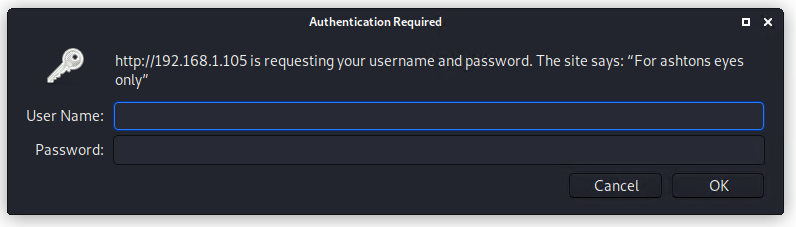 Authentication Required
http://192.168.1.105 is requesting your username and password. The site says: “For ashtons eyes
only”
User Name:
Password:
Cancel
OK